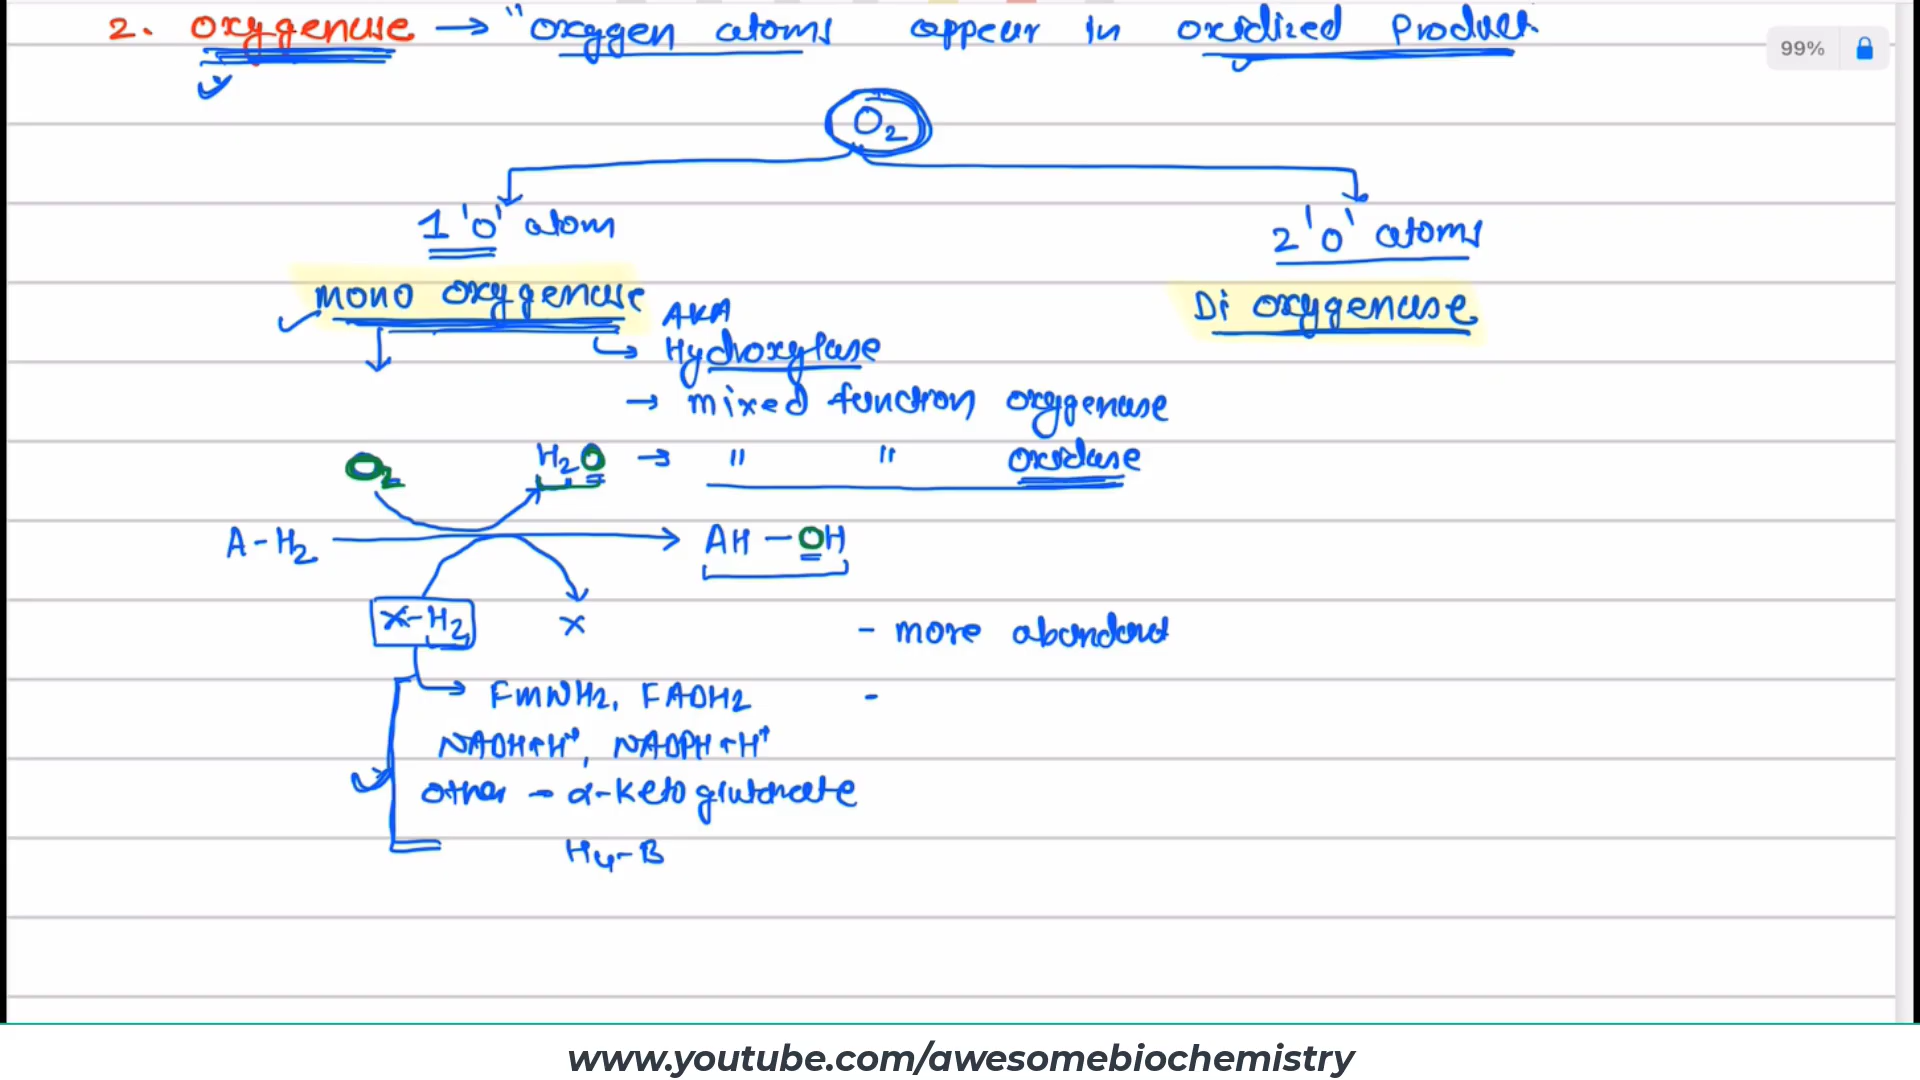 2. oxygenase → "oxygen atoms appear in oxidized product.
99%
O2
1 'O' atom
2 'O' atoms
mono oxygenase
Di oxygenase
AKA
Hydroxylase
→ mixed function oxygenase
O2 H2O → " " oxidase
A-H2 → AH-OH
X-H2 X
- more abundant
→ FMNH2, FADH2 -
NADH+H+, NADPH+H+
other - α-keto glutarate
H4-B
www.youtube.com/awesomebiochemistry